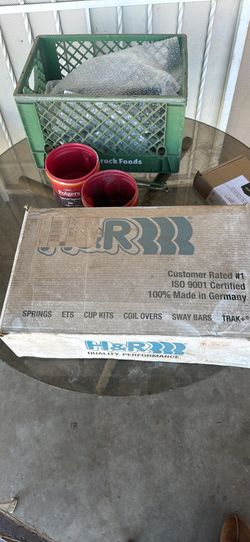 rock Foods
Folgers
H&R
Customer Rated #1
ISO 9001 Certified
100% Made in Germany
SPRINGS ETS CUP KITS COIL OVERS SWAY BARS TRAK+
H&R
QUALITY. PERFORMANCE.